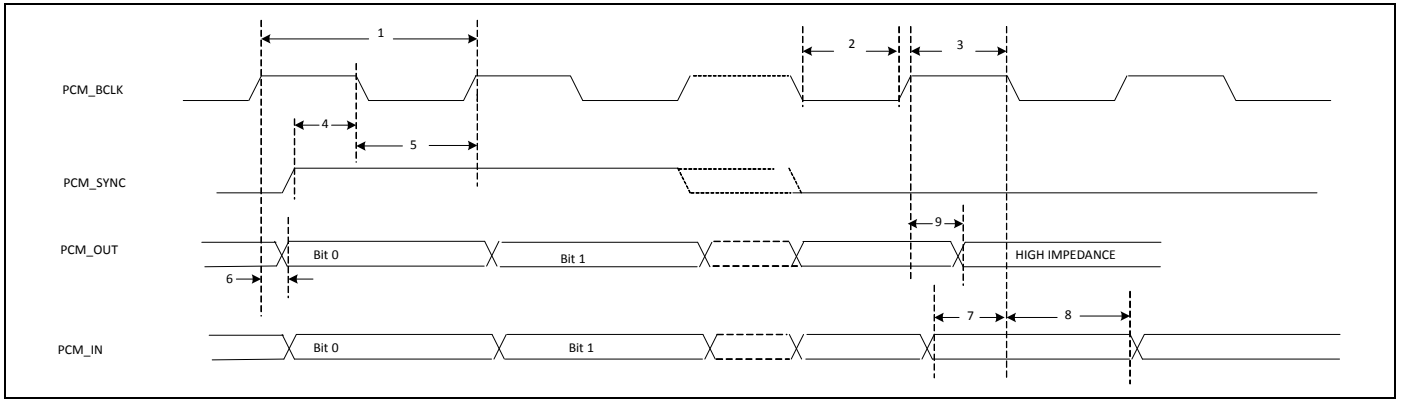 1
2
3
PCM_BCLK
4
5
PCM_SYNC
9
PCM_OUT
Bit 0
Bit 1
HIGH IMPEDANCE
6
7
8
PCM_IN
Bit 0
Bit 1